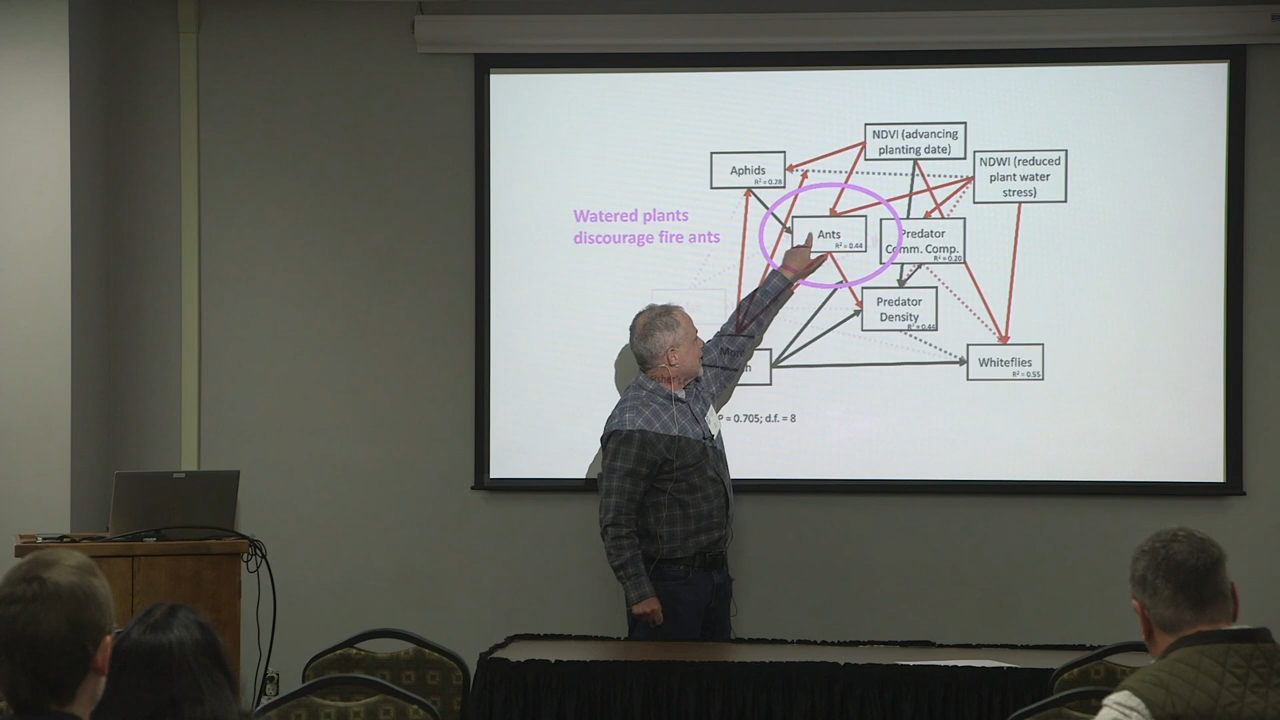 NDVI (advancing
planting date)
NDWI (reduced
plant water
stress)
Aphids
R² = 0.28
Watered plants
discourage fire ants
Ants
R² = 0.44
Predator
Comm. Comp.
R² = 0.20
Predator
Density
R² = 0.44
Whiteflies
R² = 0.55
P = 0.705; d.f. = 8